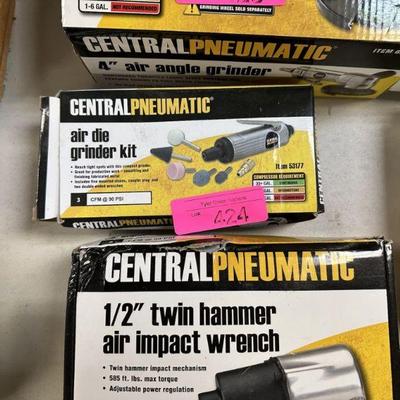 1-6 GAL. NOT RECOMMENDED
GRINDING WHEEL SOLD SEPARATELY
4" air angle grinder
ITEM
CENTRALPNEUMATIC®
air die
grinder kit
• Reach tight spots with this compact grinder.
• Great for production work - smoothing and
finishing fabricated metal
• Includes five mounted stones, coupler plug and
two double ended wrenches
3 CFM @ 90 PSI
Item 53177
COMPRESSOR REQUIREMENT
LOT
424
CENTRALPNEUMATIC
CENTRALPNEUMATIC®
1/2" twin hammer
air impact wrench
• Twin hammer impact mechanism
• 585 ft. lbs. max torque
• Adjustable power regulation